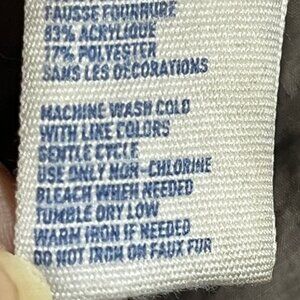 FAUSSE FOURRURE
83% ACRYLIQUE
77% POLYESTER
SANS LES DECORATIONS
MACHINE WASH COLD
WITH LIKE COLORS
GENTLE CYCLE
USE ONLY NON-CHLORINE
BLEACH WHEN NEEDED
TUMBLE DRY LOW
WARM IRON IF NEEDED
DO NOT IRON ON FAUX FUR